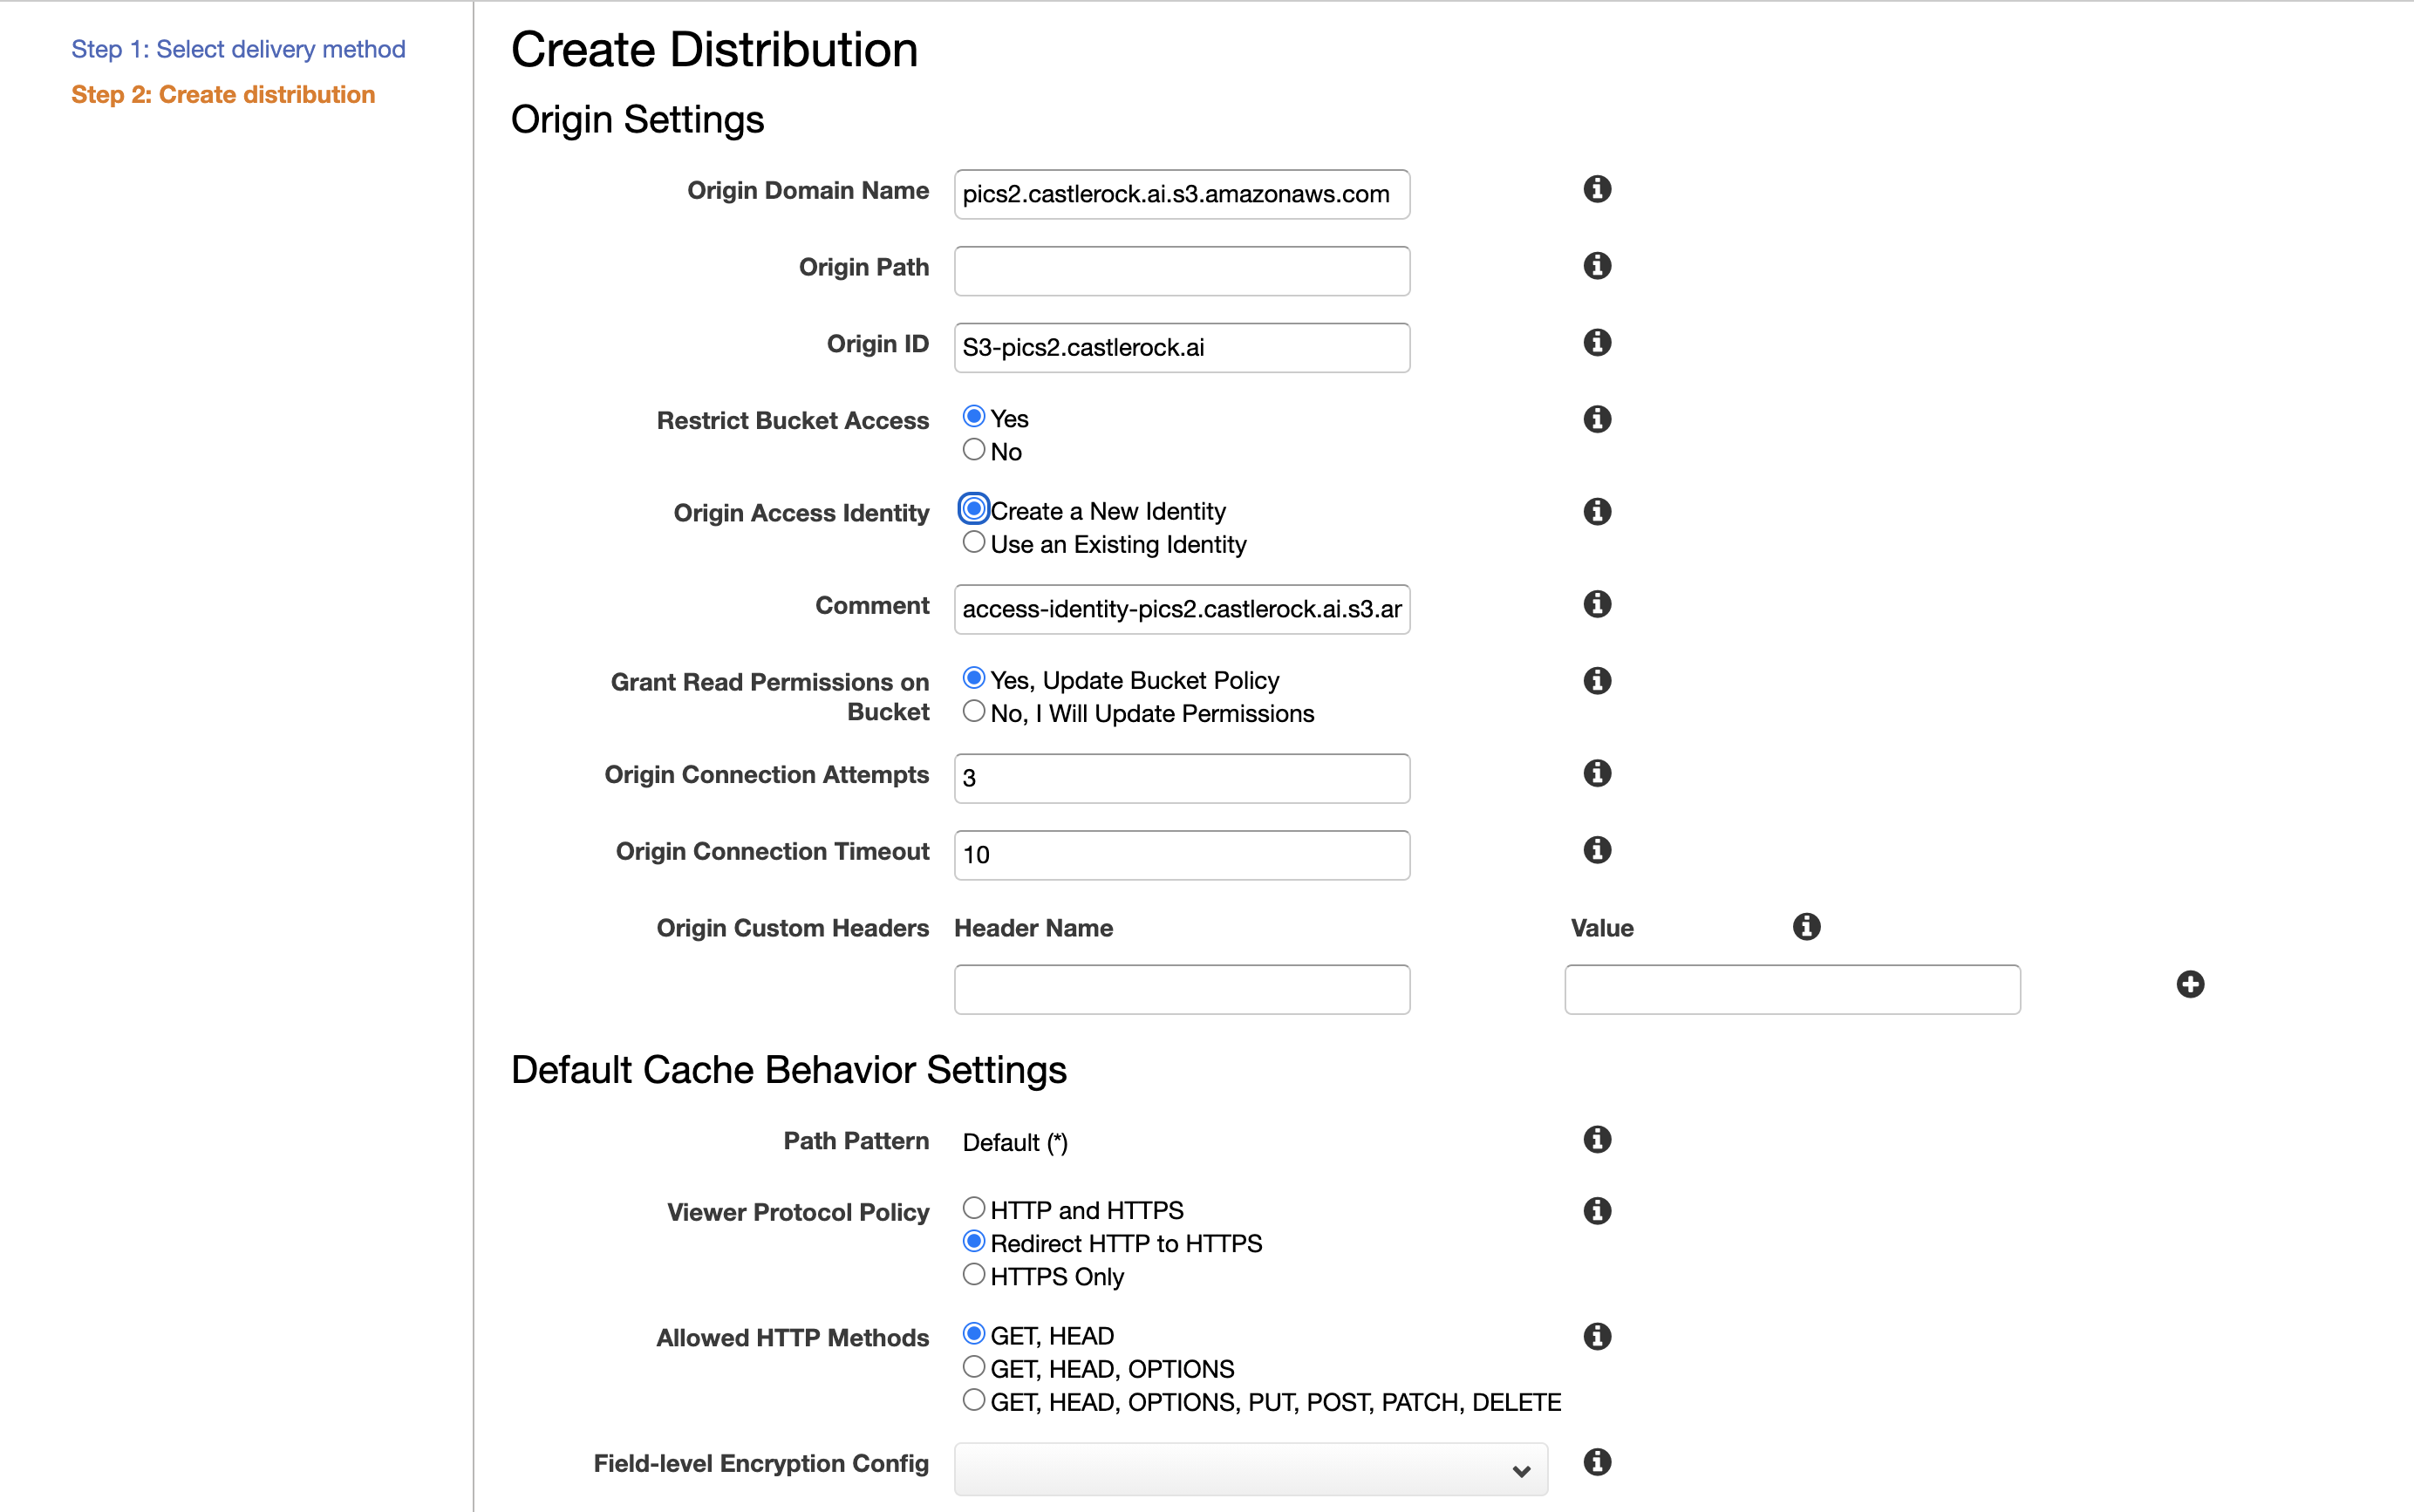 Step 1: Select delivery method
Step 2: Create distribution
Create Distribution
Origin Settings
Origin Domain Name
pics2.castlerock.ai.s3.amazonaws.com
Origin Path
Origin ID
S3-pics2.castlerock.ai
Restrict Bucket Access
Yes
No
Origin Access Identity
Create a New Identity
Use an Existing Identity
Comment
access-identity-pics2.castlerock.ai.s3.ar
Grant Read Permissions on
Bucket
Yes, Update Bucket Policy
No, I Will Update Permissions
Origin Connection Attempts
3
Origin Connection Timeout
10
Origin Custom Headers Header Name Value
Default Cache Behavior Settings
Path Pattern
Default (*)
Viewer Protocol Policy
HTTP and HTTPS
Redirect HTTP to HTTPS
HTTPS Only
Allowed HTTP Methods
GET, HEAD
GET, HEAD, OPTIONS
GET, HEAD, OPTIONS, PUT, POST, PATCH, DELETE
Field-level Encryption Config